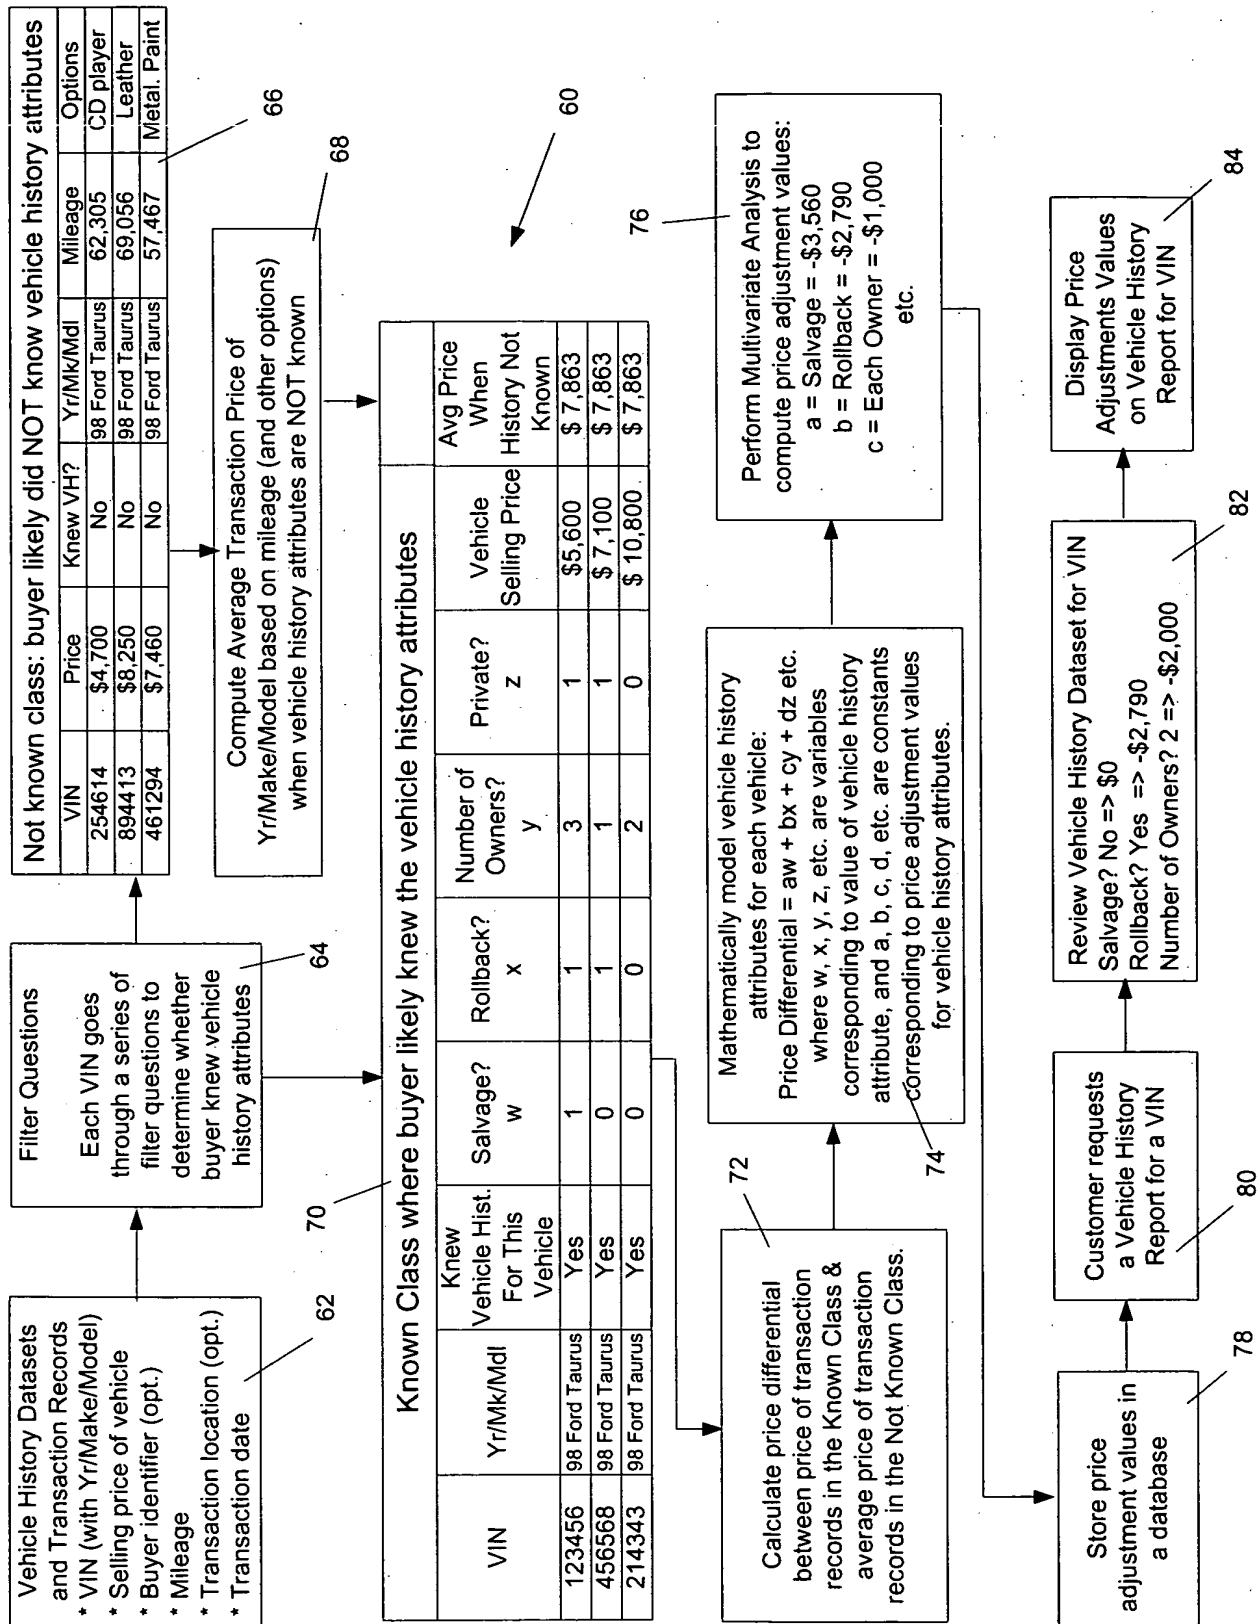 Vehicle History Datasets
and Transaction Records
* VIN (with Yr/Make/Model)
* Selling price of vehicle
* Buyer identifier (opt.)
* Mileage
* Transaction location (opt.)
* Transaction date
62
Filter Questions
Each VIN goes
through a series of
filter questions to
determine whether
buyer knew vehicle
history attributes
64
Not known class: buyer likely did NOT know vehicle history attributes
VIN Price Knew VH? Yr/Mk/Mdl Mileage Options
254614 $4,700 No 98 Ford Taurus 62,305 CD player
894413 $8,250 No 98 Ford Taurus 69,056 Leather
461294 $7,460 No 98 Ford Taurus 57,467 Metal. Paint
66
Compute Average Transaction Price of
Yr/Make/Model based on mileage (and other options)
when vehicle history attributes are NOT known
68
60
70
Known Class where buyer likely knew the vehicle history attributes
VIN Yr/Mk/Mdl Knew Vehicle Hist. For This Vehicle Salvage? w Rollback? x Number of Owners? y Private? z Vehicle Selling Price Avg Price When History Not Known
123456 98 Ford Taurus Yes 1 1 3 1 $5,600 $ 7,863
456568 98 Ford Taurus Yes 0 1 1 1 $ 7,100 $ 7,863
214343 98 Ford Taurus Yes 0 0 2 0 $ 10,800 $ 7,863
72
Calculate price differential
between price of transaction
records in the Known Class &
average price of transaction
records in the Not Known Class.
Mathematically model vehicle history
attributes for each vehicle:
Price Differential = aw + bx + cy + dz etc.
where w, x, y, z, etc. are variables
corresponding to value of vehicle history
attribute, and a, b, c, d, etc. are constants
corresponding to price adjustment values
for vehicle history attributes.
74
76
Perform Multivariate Analysis to
compute price adjustment values:
a = Salvage = -$3,560
b = Rollback = -$2,790
c = Each Owner = -$1,000
etc.
Store price
adjustment values in
a database
78
Customer requests
a Vehicle History
Report for a VIN
80
Review Vehicle History Dataset for VIN
Salvage? No => $0
Rollback? Yes => -$2,790
Number of Owners? 2 => -$2,000
82
Display Price
Adjustments Values
on Vehicle History
Report for VIN
84